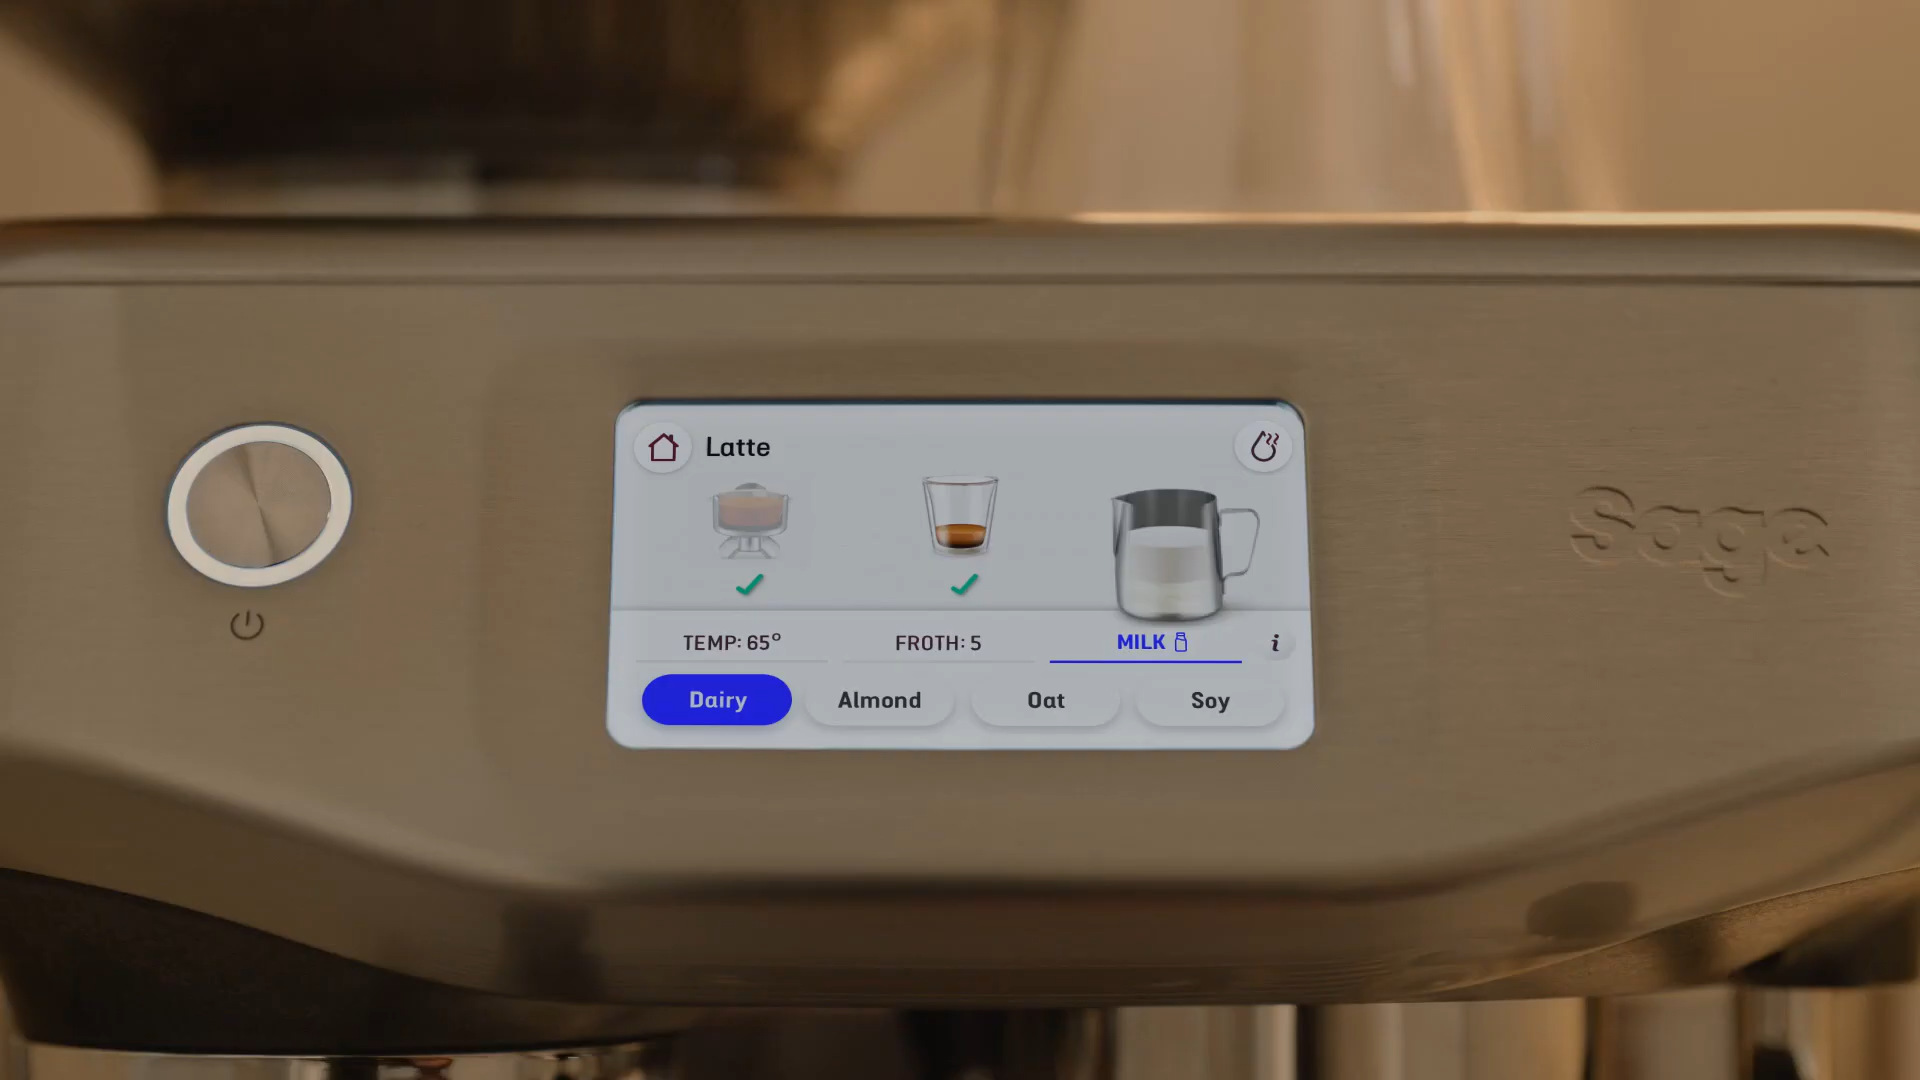 Latte
Sage
TEMP: 65°
FROTH: 5
MILK
i
Dairy
Almond
Oat
Soy